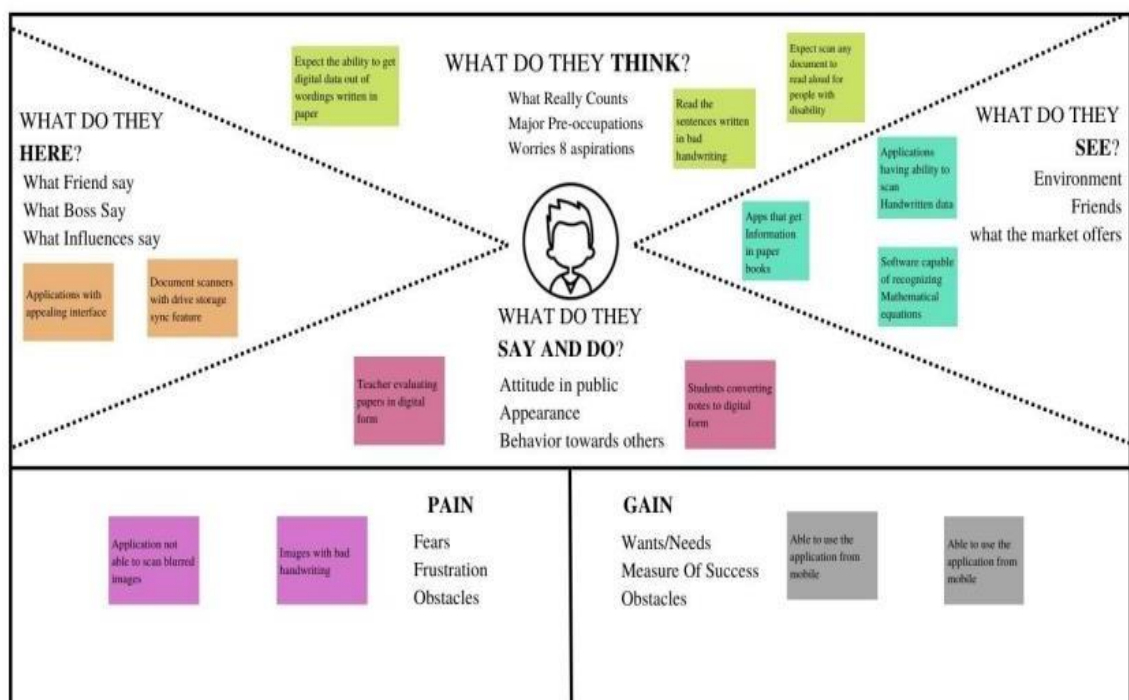 WHAT DO THEY THINK?
What Really Counts
Major Pre-occupations
Worries 8 aspirations
Expect the ability to get
digital data out of
wordings written in
paper
Read the
sentences written
in bad
handwriting
Expect scan any
document to
read aloud for
people with
disability
WHAT DO THEY
HERE?
What Friend say
What Boss Say
What Influences say
Applications with
appealing interface
Document scanners
with drive storage
sync feature
WHAT DO THEY
SEE?
Environment
Friends
what the market offers
Applications
having ability to
scan
Handwritten data
Apps that get
Information
in paper
books
Software capable
of recognizing
Mathematical
equations
WHAT DO THEY
SAY AND DO?
Attitude in public
Appearance
Behavior towards others
Teacher evaluating
papers in digital
form
Students converting
notes to digital
form
PAIN
Fears
Frustration
Obstacles
Application not
able to scan blurred
images
Images with bad
handwriting
GAIN
Wants/Needs
Measure Of Success
Obstacles
Able to use the
application from
mobile
Able to use the
application from
mobile